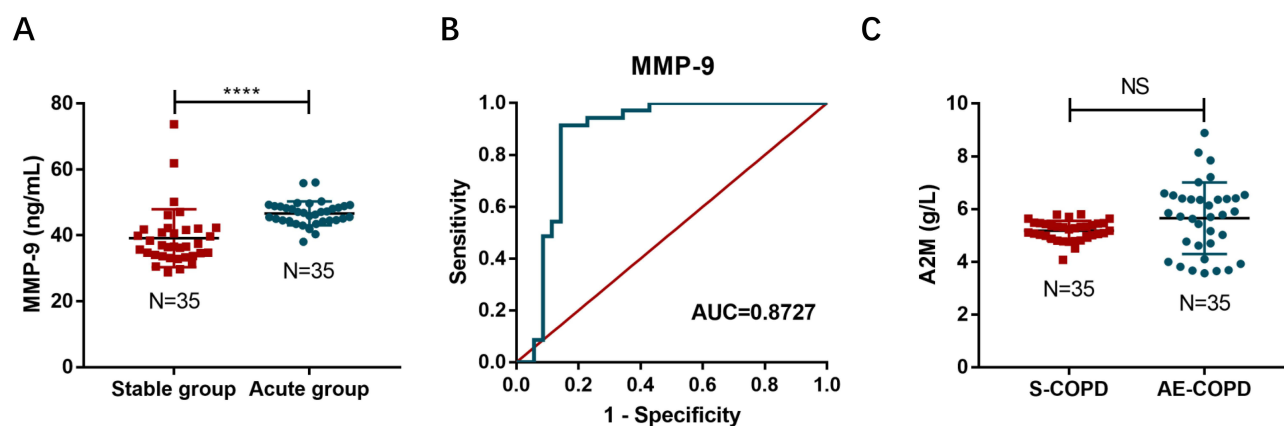 A
MMP-9 (ng/mL)
80
60
40
20
0
****
N=35
N=35
Stable group
Acute group
B
MMP-9
Sensitivity
1.0
0.8
0.6
0.4
0.2
0.0
AUC=0.8727
0.0 0.2 0.4 0.6 0.8 1.0
1 - Specificity
C
A2M (g/L)
10
8
6
4
2
0
NS
N=35
N=35
S-COPD
AE-COPD